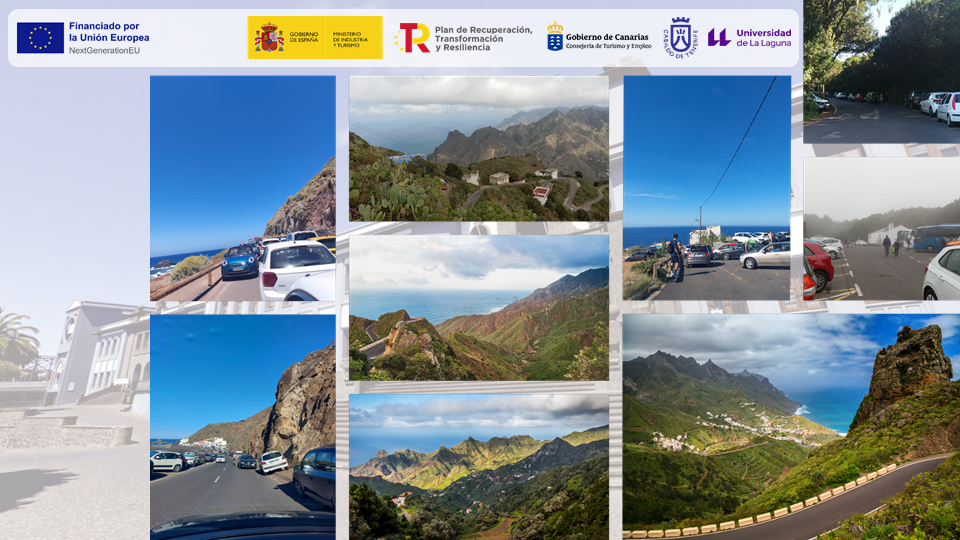 Financiado por
la Unión Europea
NextGenerationEU
GOBIERNO
DE ESPAÑA
MINISTERIO
DE INDUSTRIA
Y TURISMO
Plan de Recuperación,
Transformación
y Resiliencia
Gobierno de Canarias
Consejería de Turismo y Empleo
CABILDO DE TENERIFE
Universidad
de La Laguna